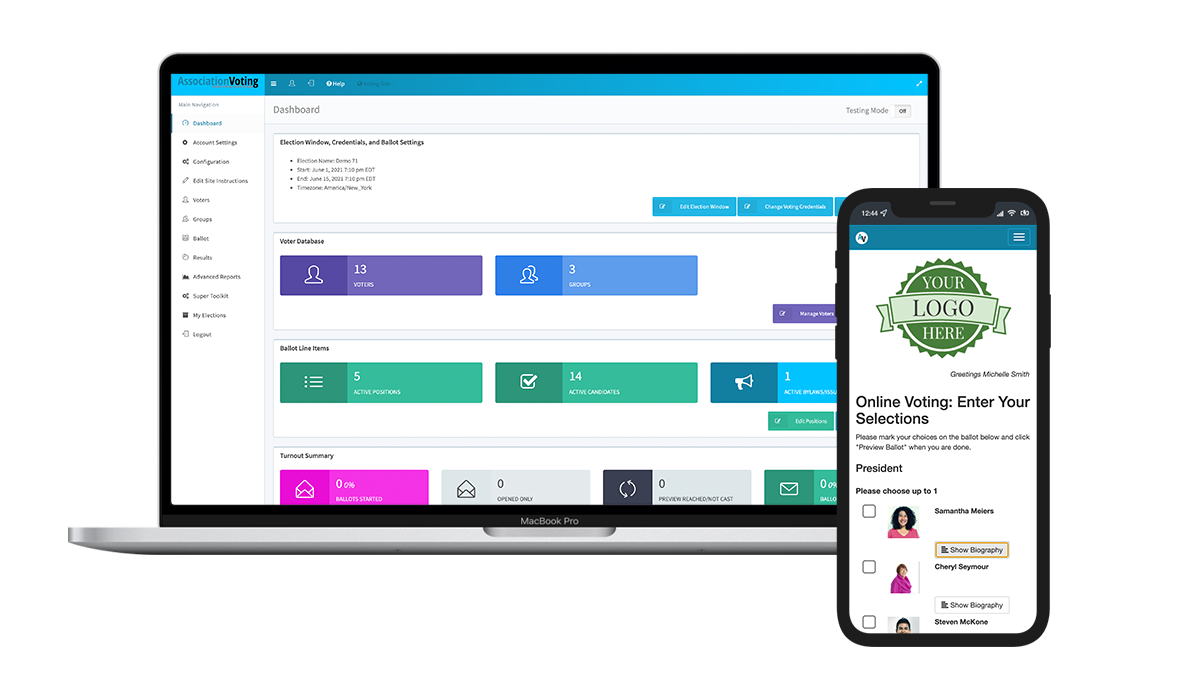 AssociationVoting
Help
Voting Site
Main Navigation
Dashboard
Account Settings
Configuration
Edit Site Instructions
Voters
Groups
Ballot
Results
Advanced Reports
Super Toolkit
My Elections
Logout
Dashboard
Testing Mode
Off
Election Window, Credentials, and Ballot Settings
Election Name: Demo 71
Start: June 1, 2021 7:10 pm EDT
End: June 15, 2021 7:10 pm EDT
Timezone: America/New_York
Edit Election Window
Change Voting Credentials
Voter Database
13
VOTERS
3
GROUPS
Manage Voters
Ballot Line Items
5
ACTIVE POSITIONS
14
ACTIVE CANDIDATES
1
ACTIVE BYLAWS/ISSU
Edit Positions
Turnout Summary
0 0%
BALLOTS STARTED
0
OPENED ONLY
0
PREVIEW REACHED/NOT CAST
0 0%
BALLO
MacBook Pro
12:44
YOUR
LOGO
HERE
Greetings Michelle Smith
Online Voting: Enter Your
Selections
Please mark your choices on the ballot below and click
"Preview Ballot" when you are done.
President
Please choose up to 1
Samantha Meiers
Show Biography
Cheryl Seymour
Show Biography
Steven McKone